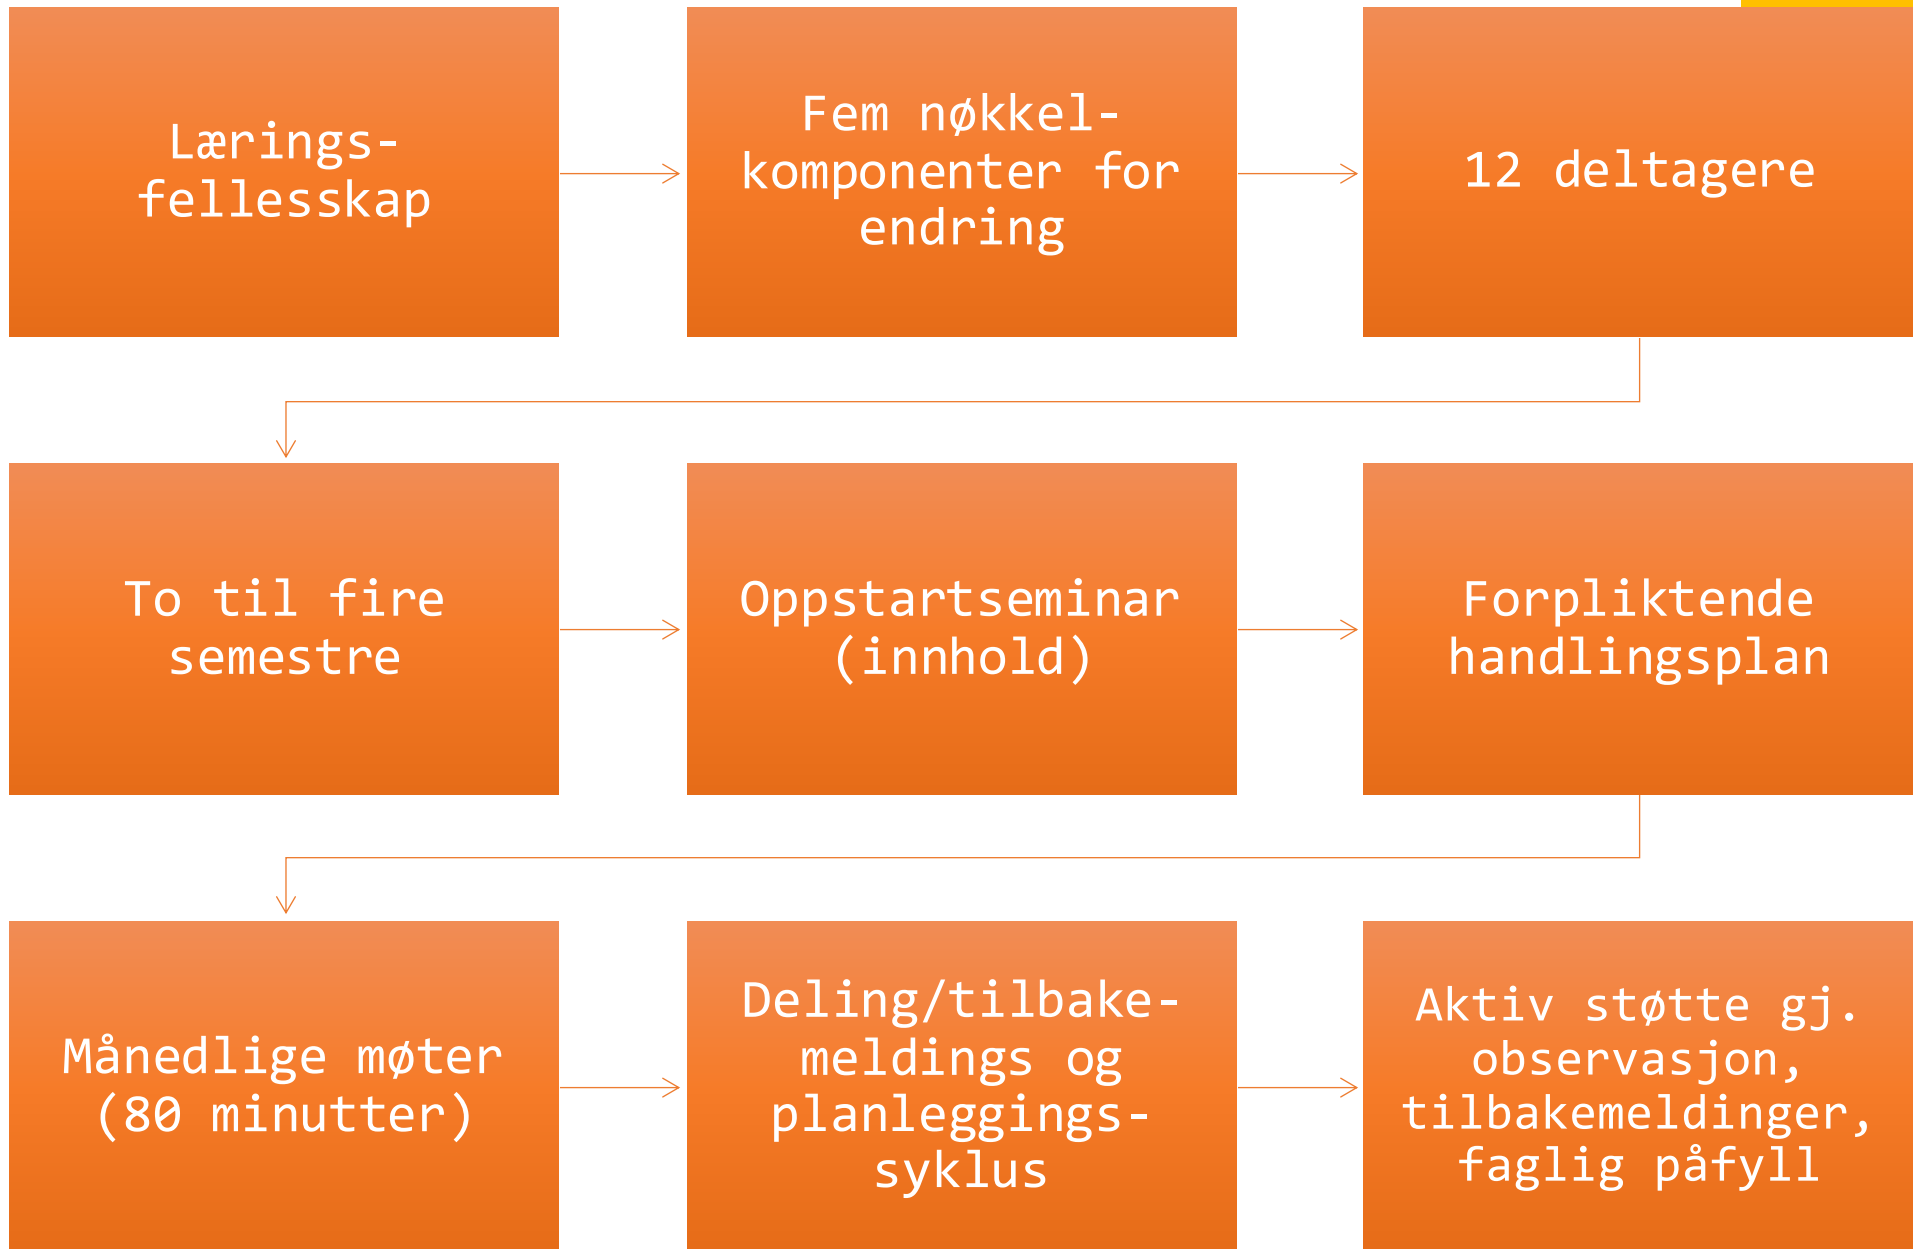 Lærings-
fellesskap
Fem nøkkel-
komponenter for
endring
12 deltagere
To til fire
semestre
Oppstartseminar
(innhold)
Forpliktende
handlingsplan
Månedlige møter
(80 minutter)
Deling/tilbake-
meldings og
planleggings-
syklus
Aktiv støtte gj.
observasjon,
tilbakemeldinger,
faglig påfyll